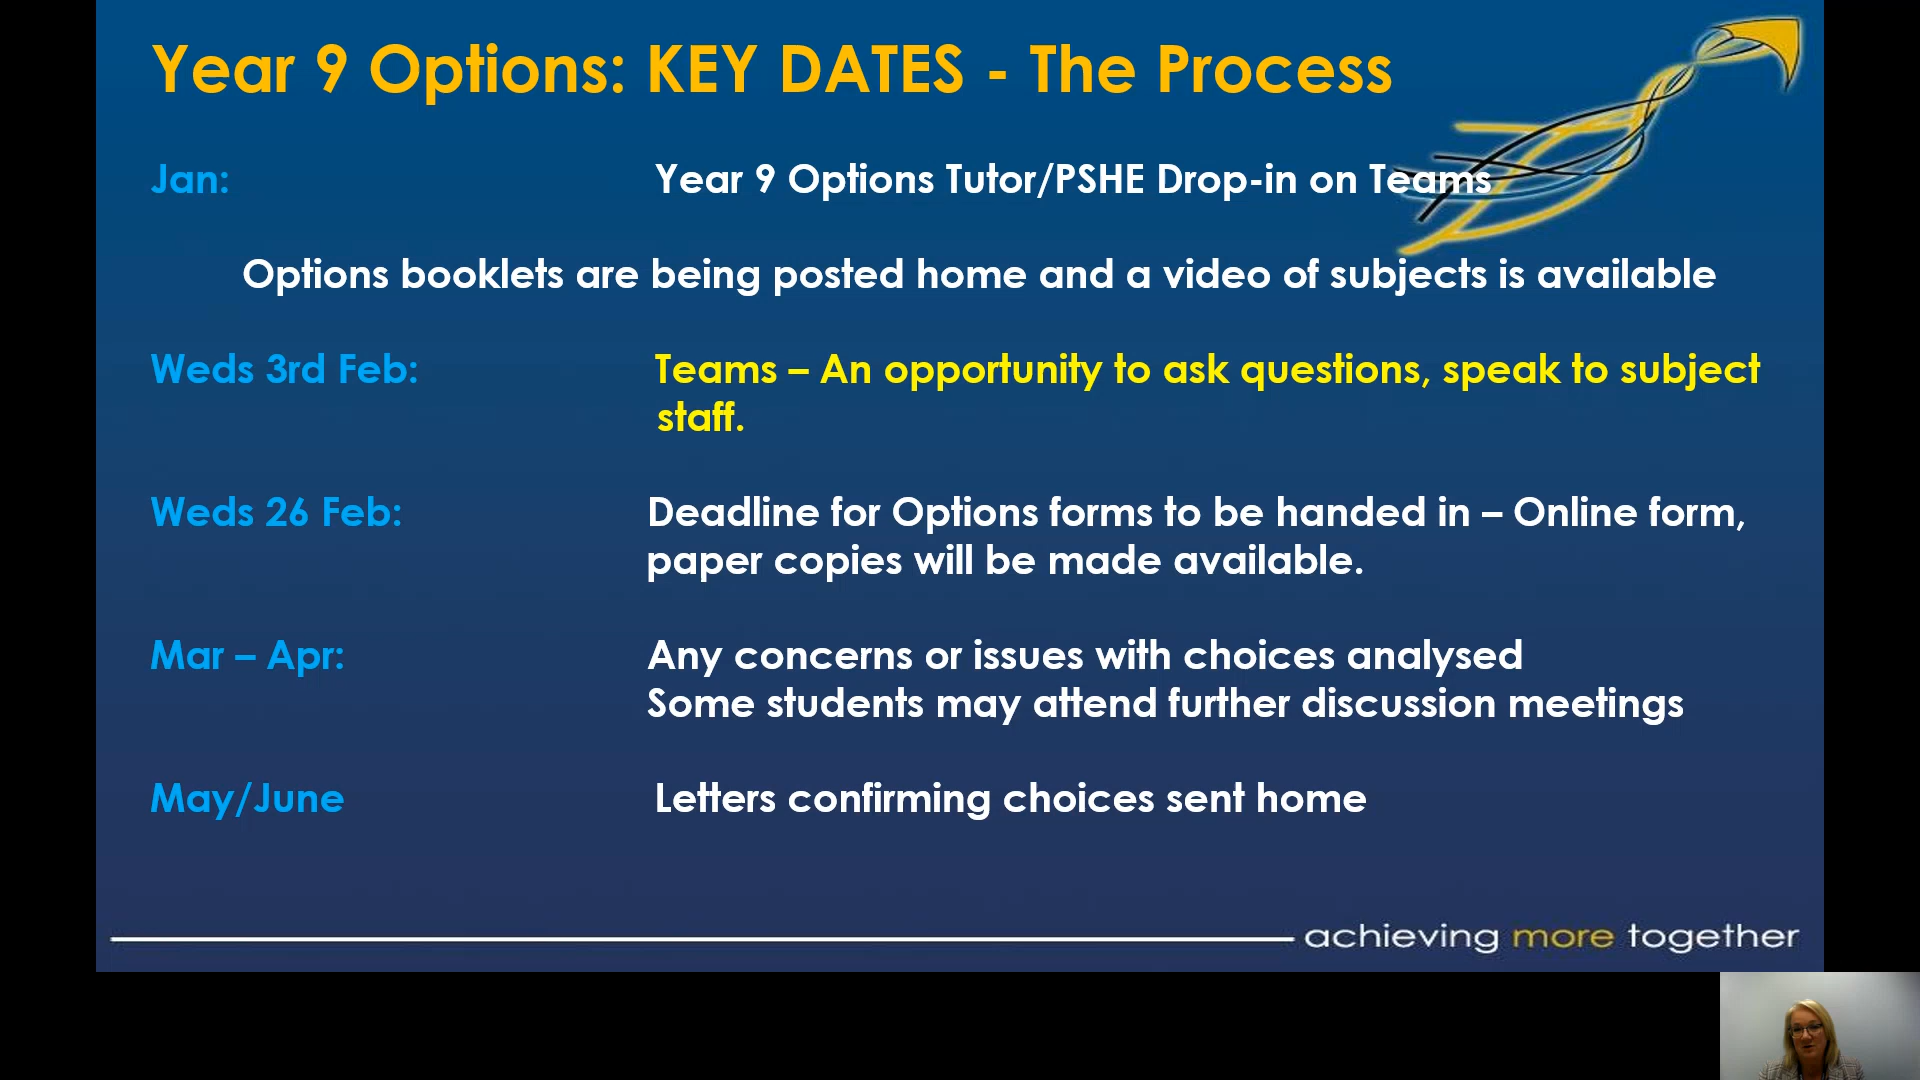 Year 9 Options: KEY DATES - The Process
Jan: Year 9 Options Tutor/PSHE Drop-in on Teams
Options booklets are being posted home and a video of subjects is available
Weds 3rd Feb: Teams – An opportunity to ask questions, speak to subject
staff.
Weds 26 Feb: Deadline for Options forms to be handed in – Online form,
paper copies will be made available.
Mar – Apr: Any concerns or issues with choices analysed
Some students may attend further discussion meetings
May/June Letters confirming choices sent home
achieving more together